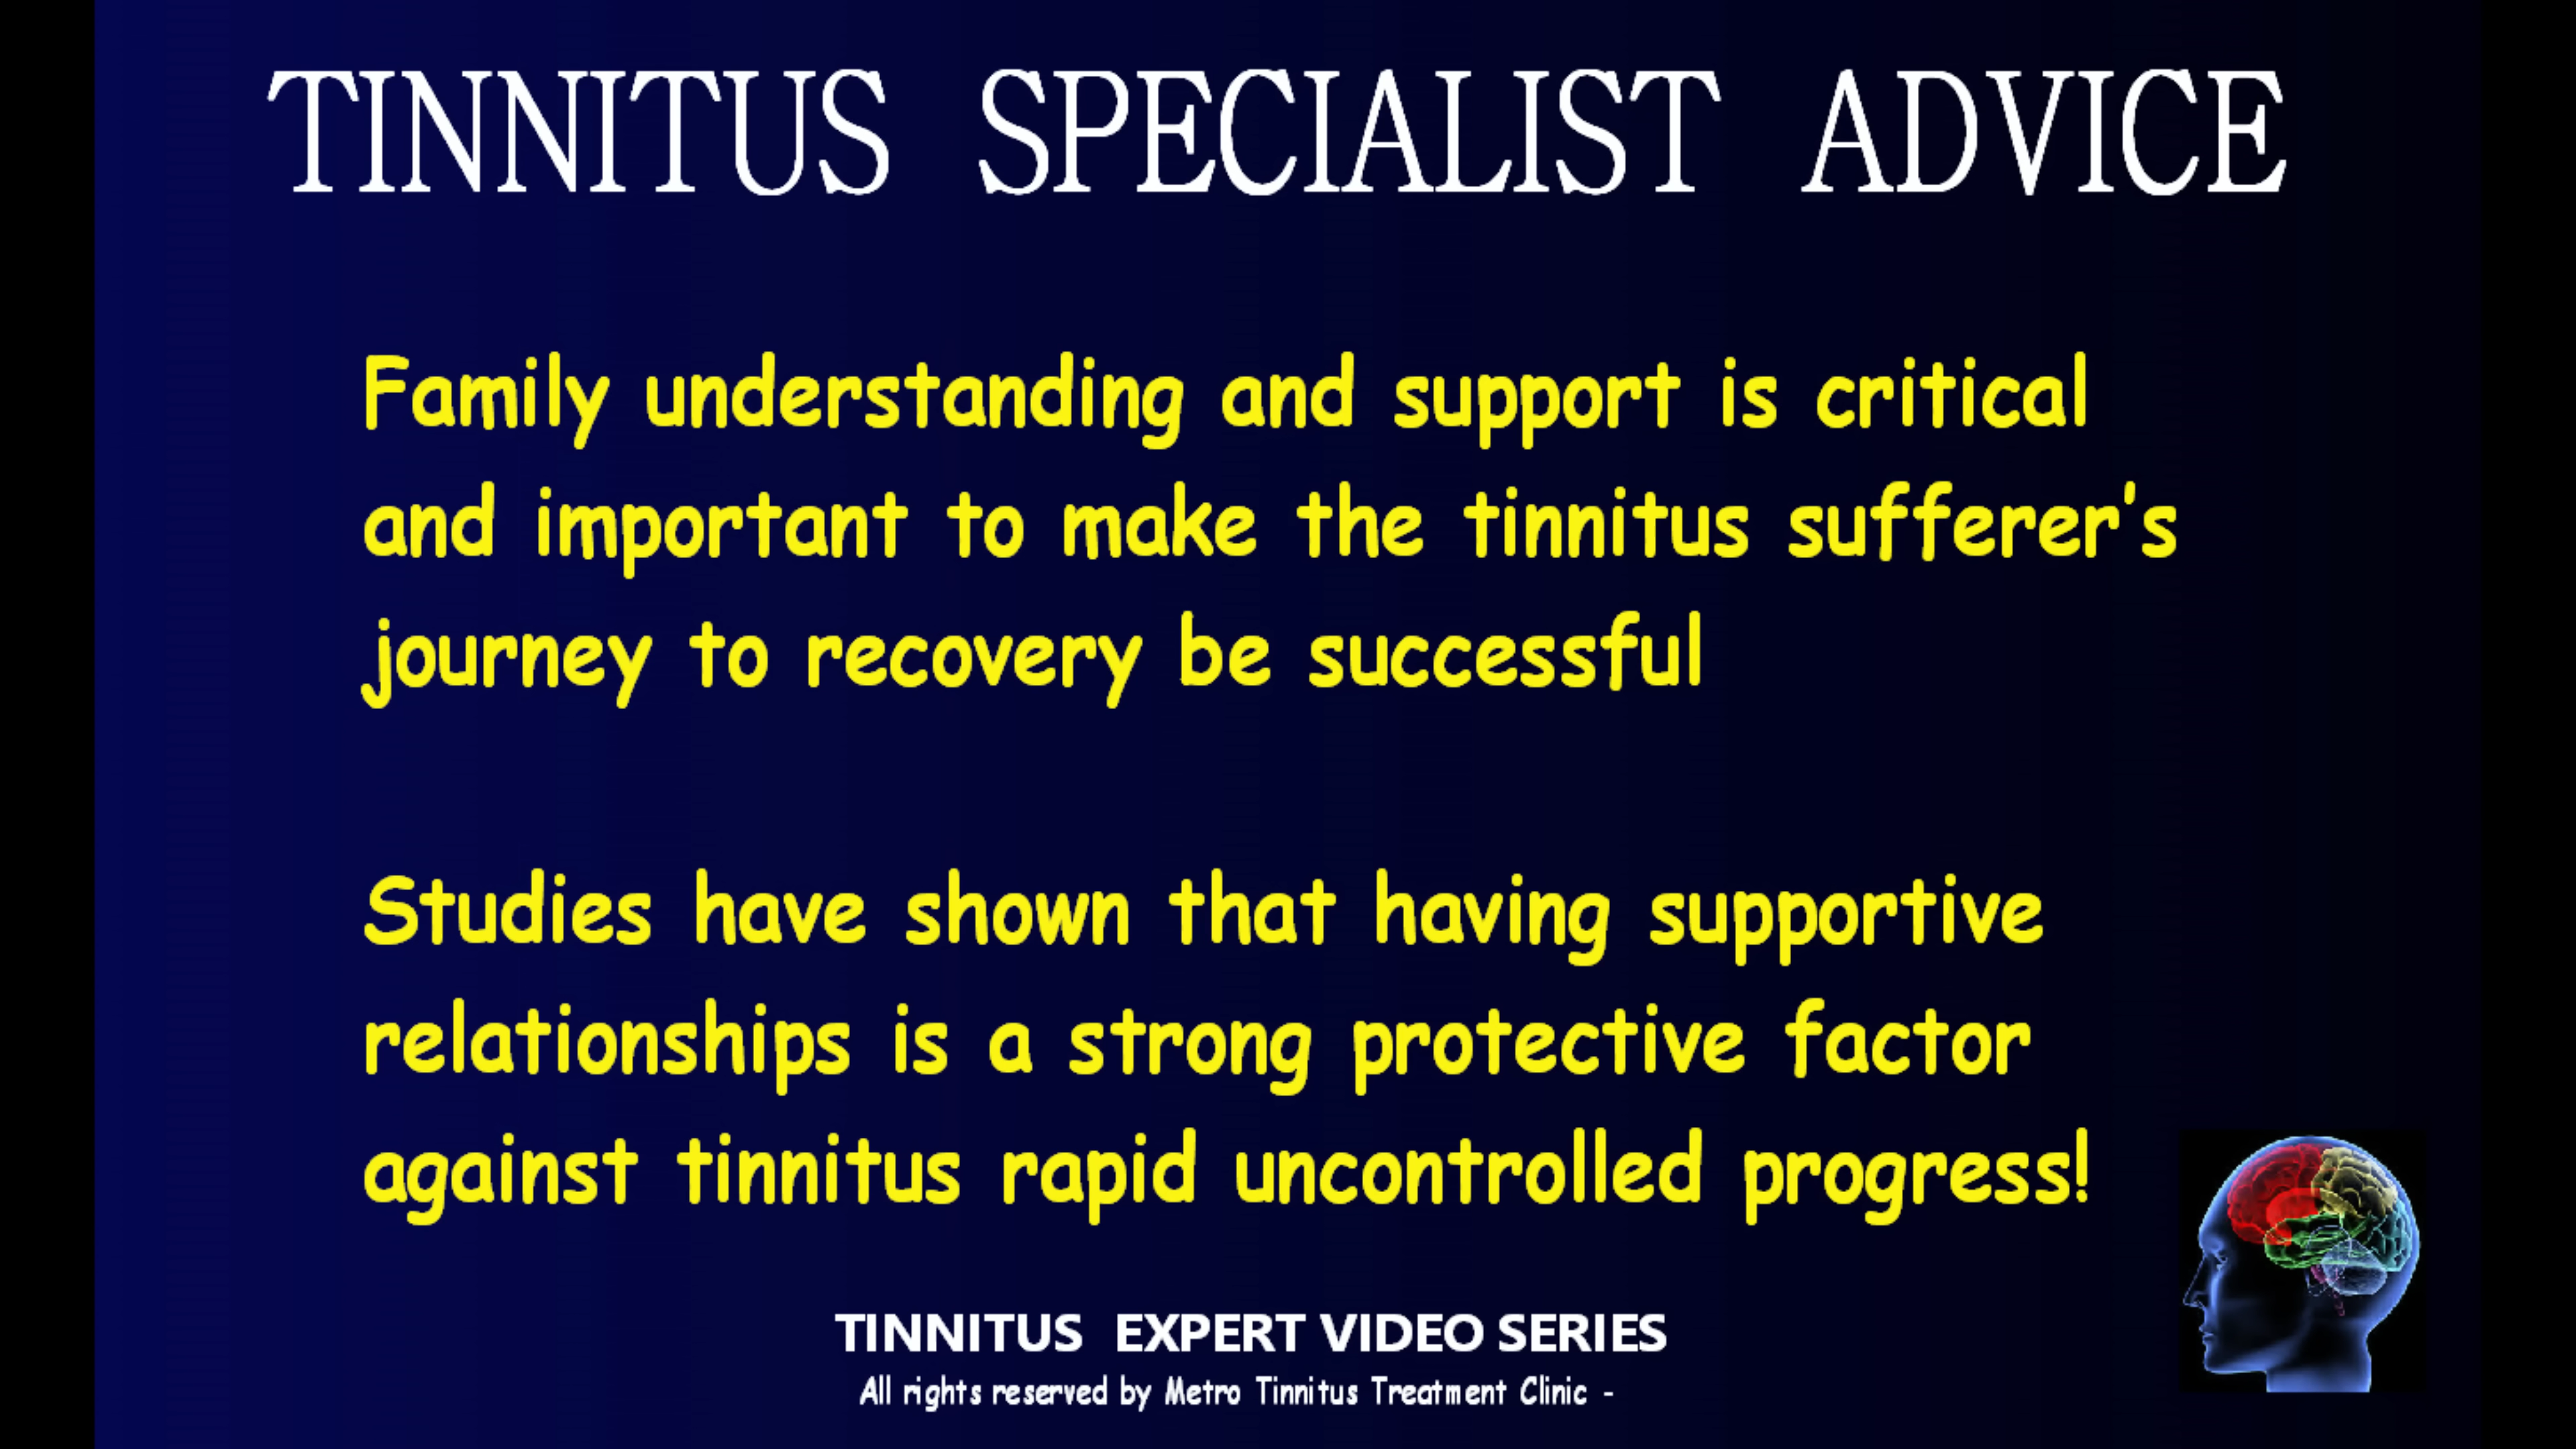 TINNITUS SPECIALIST ADVICE
Family understanding and support is critical
and important to make the tinnitus sufferer's
journey to recovery be successful
Studies have shown that having supportive
relationships is a strong protective factor
against tinnitus rapid uncontrolled progress!
TINNITUS EXPERT VIDEO SERIES
All rights reserved by Metro Tinnitus Treatment Clinic -